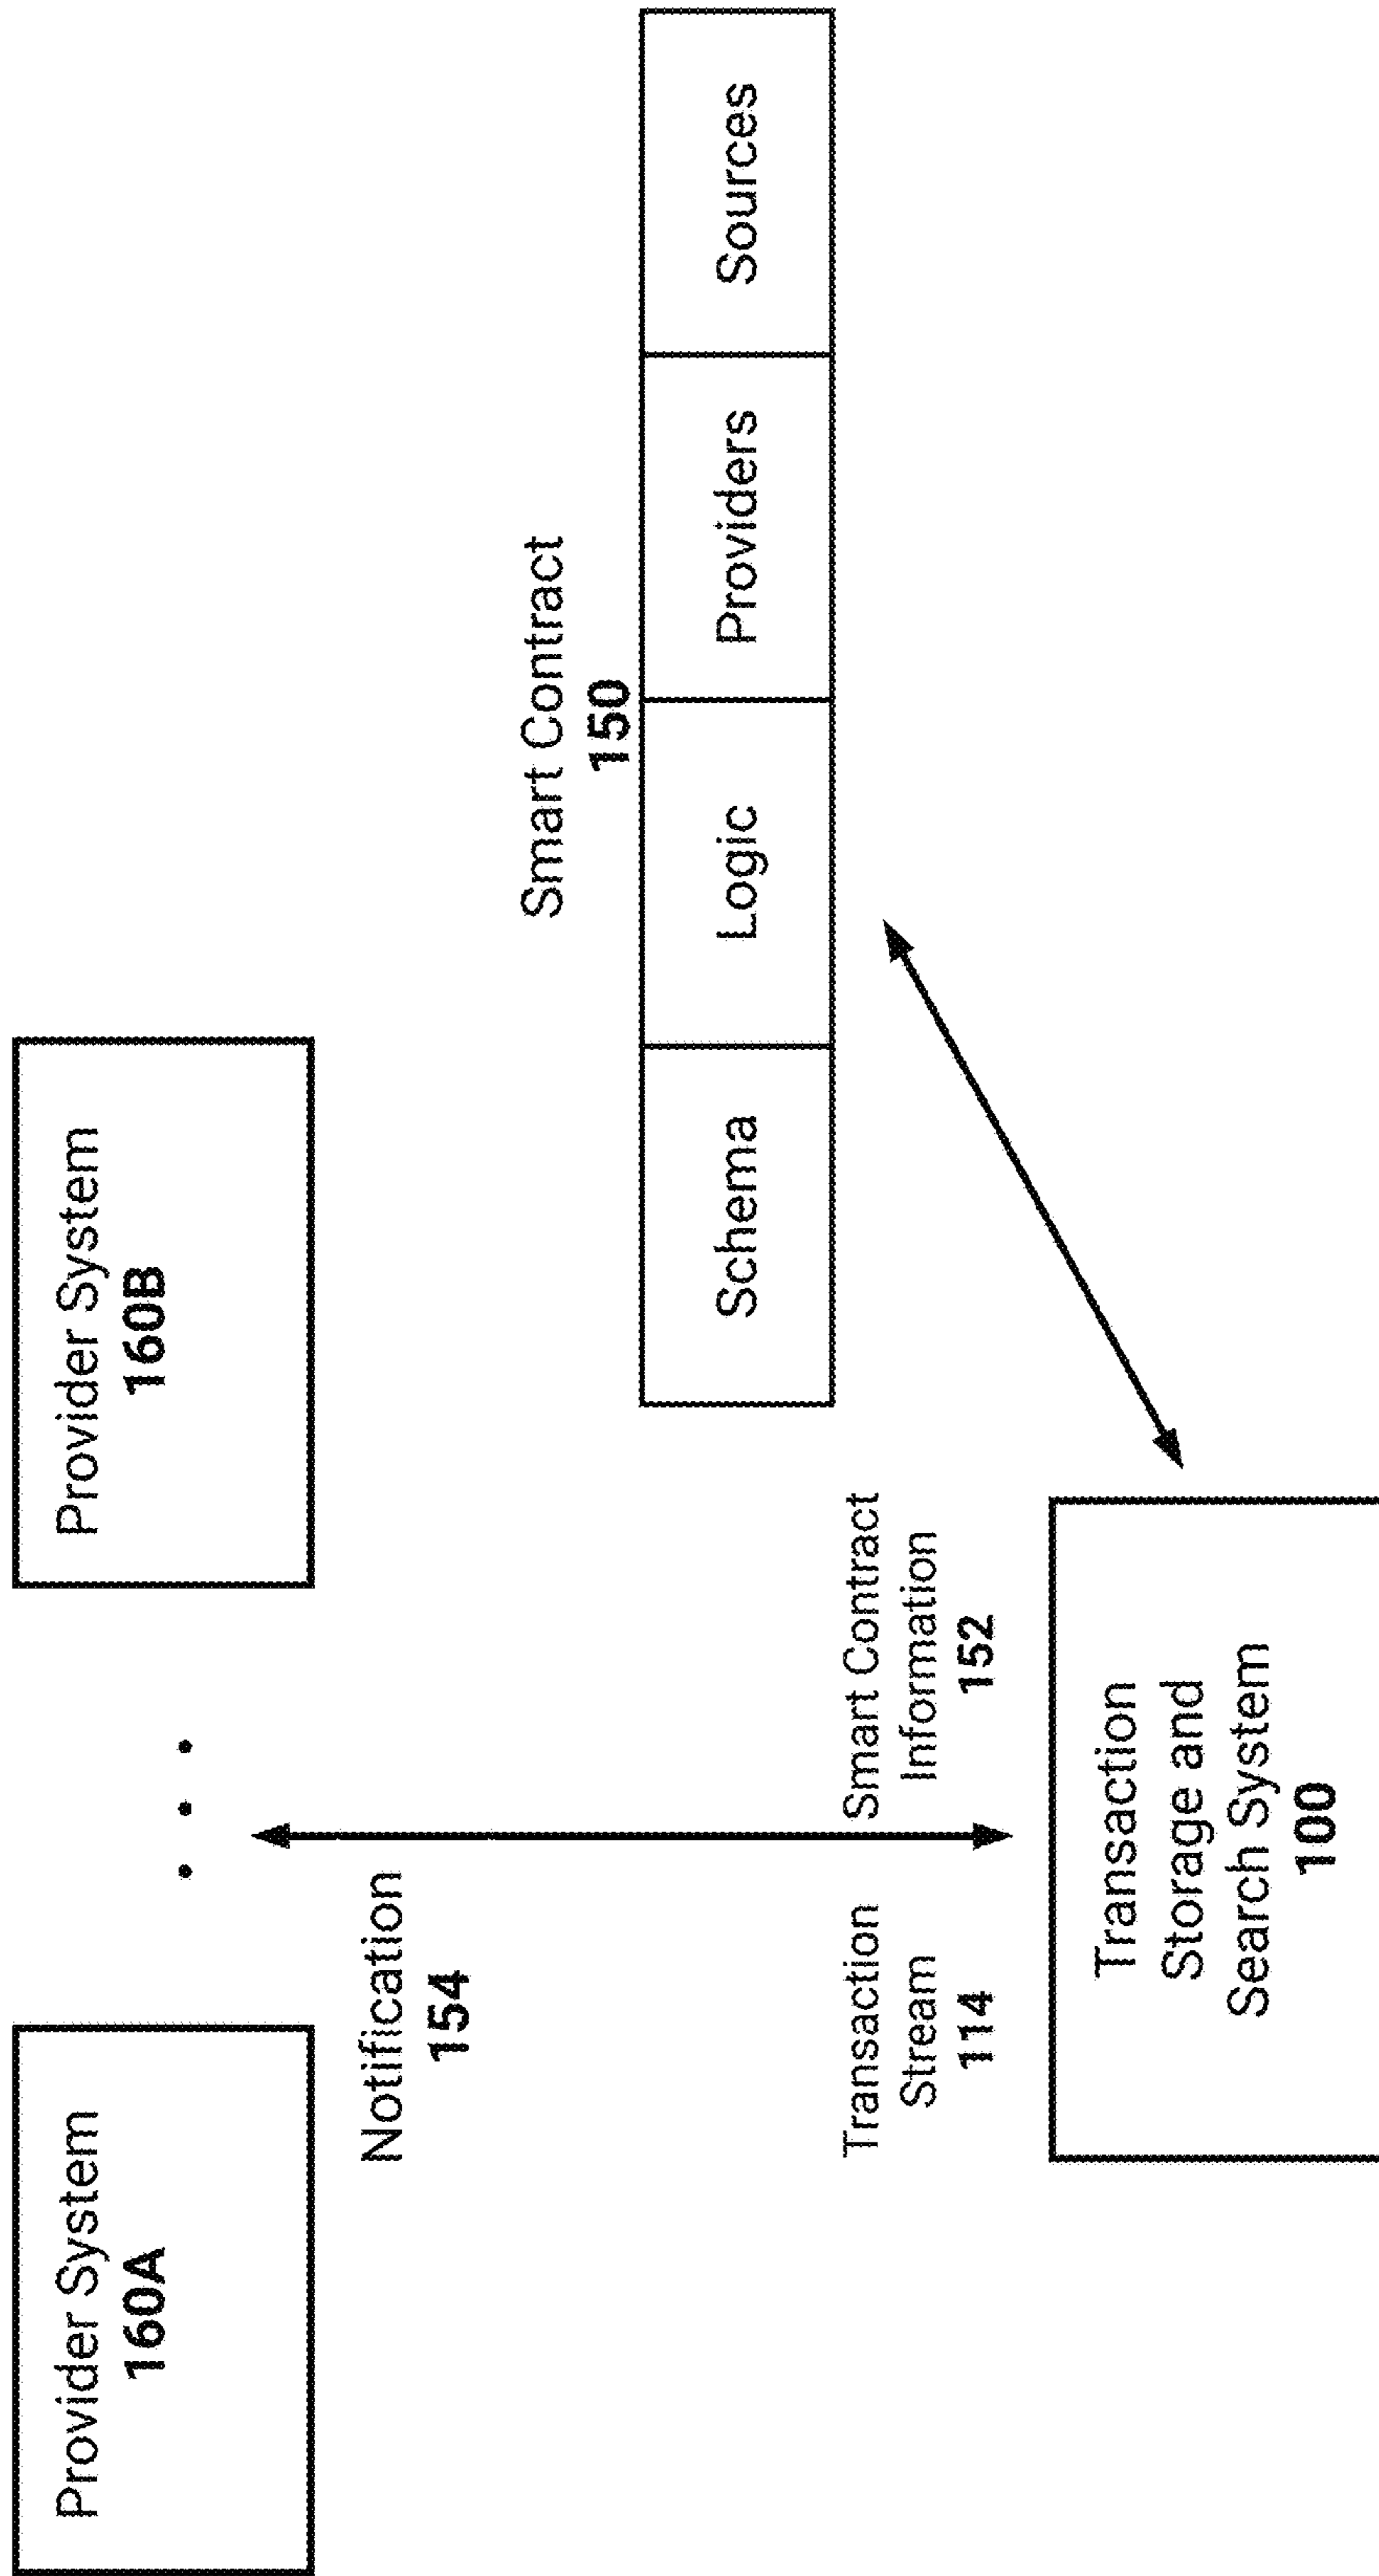 Provider System
160A
Provider System
160B
Notification
154
Smart Contract
150
Schema
Logic
Providers
Sources
Transaction
Stream
114
Smart Contract
Information
152
Transaction
Storage and
Search System
100